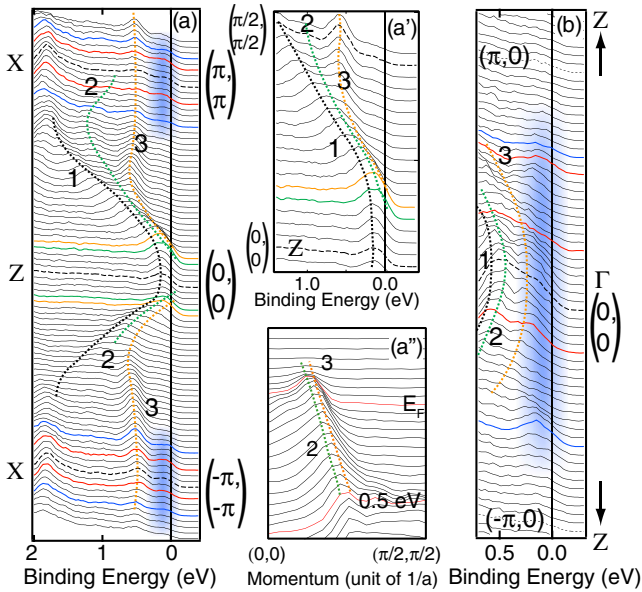 (a)
X
(π, π)
2
3
1
Z
(0, 0)
2
3
X
(-π, -π)
2 1 0
Binding Energy (eV)
(a')
(π/2, π/2)
2
3
1
(0, 0)
Z
1.0 0.0
Binding Energy (eV)
(a'')
3
E_F
2
0.5 eV
(0,0) (π/2,π/2)
Momentum (unit of 1/a)
(b)
Z
(π,0)
3
1
2
Γ
(0, 0)
(-π,0)
Z
0.5 0.0
Binding Energy (eV)